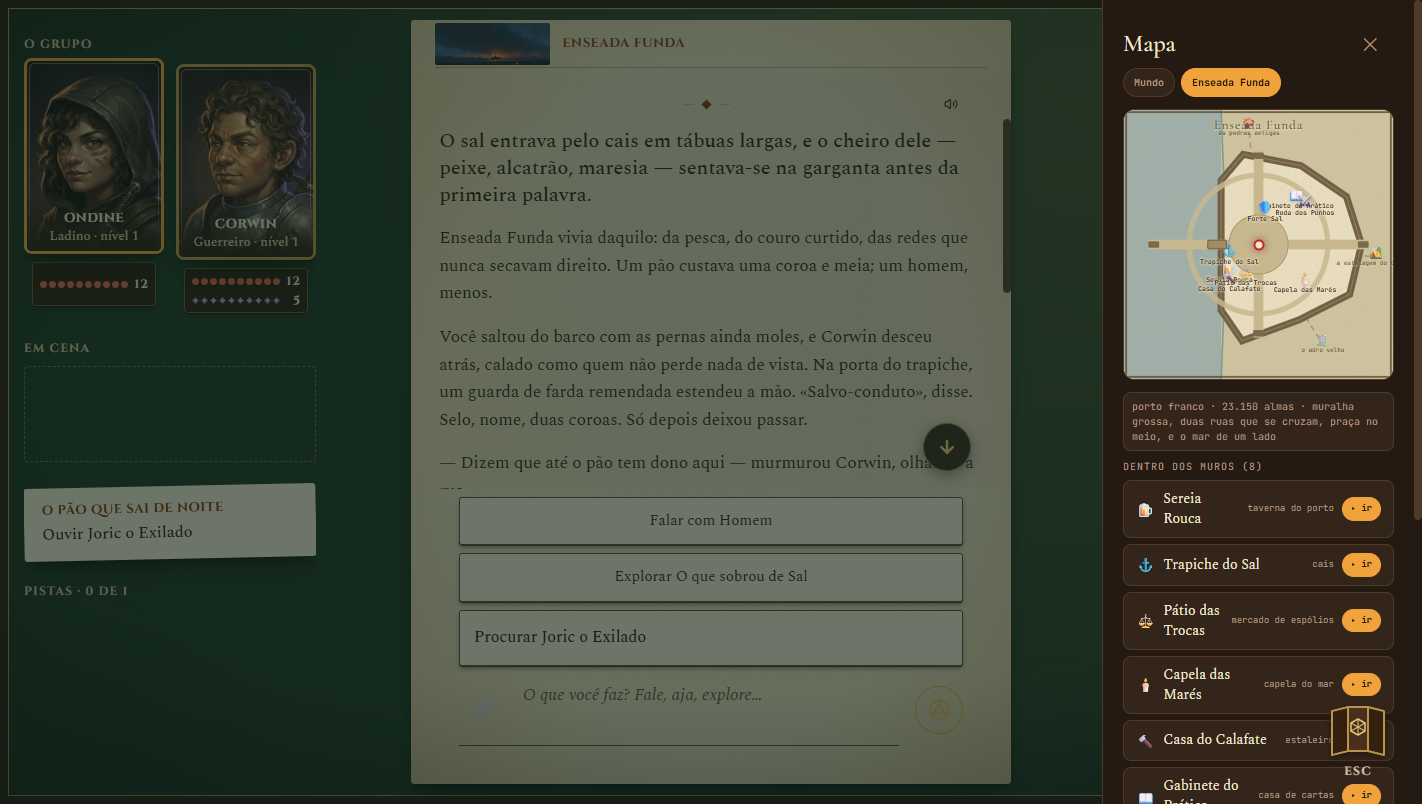 O GRUPO
ONDINE
Ladino · nível 1
12
CORWIN
Guerreiro · nível 1
12
5
EM CENA
O PÃO QUE SAI DE NOITE
Ouvir Joric o Exilado
PISTAS · 0 DE 1
ENSEADA FUNDA
O sal entrava pelo cais em tábuas largas, e o cheiro dele —
peixe, alcatrão, maresia — sentava-se na garganta antes da
primeira palavra.
Enseada Funda vivia daquilo: da pesca, do couro curtido, das redes que
nunca secavam direito. Um pão custava uma coroa e meia; um homem,
menos.
Você saltou do barco com as pernas ainda moles, e Corwin desceu
atrás, calado como quem não perde nada de vista. Na porta do trapiche,
um guarda de farda remendada estendeu a mão. «Salvo-conduto», disse.
Selo, nome, duas coroas. Só depois deixou passar.
— Dizem que até o pão tem dono aqui — murmurou Corwin, a
Falar com Homem
Explorar O que sobrou de Sal
Procurar Joric o Exilado
O que você faz? Fale, aja, explore...
Mapa
Mundo
Enseada Funda
Enseada Funda
as pedras antigas
Roda dos Punhos
Forte Sal
Trapiche do Sal
Casa do Calafate
Capela das Marés
o adro velho
porto franco · 23.150 almas · muralha
grossa, duas ruas que se cruzam, praça no
meio, e o mar de um lado
DENTRO DOS MUROS (8)
Sereia
Rouca
taverna do porto
▸ ir
Trapiche do Sal
cais
▸ ir
Pátio das
Trocas
mercado de espólios
▸ ir
Capela das
Marés
capela do mar
▸ ir
Casa do Calafate
ESC
Gabinete do
casa de cartas
▸ ir